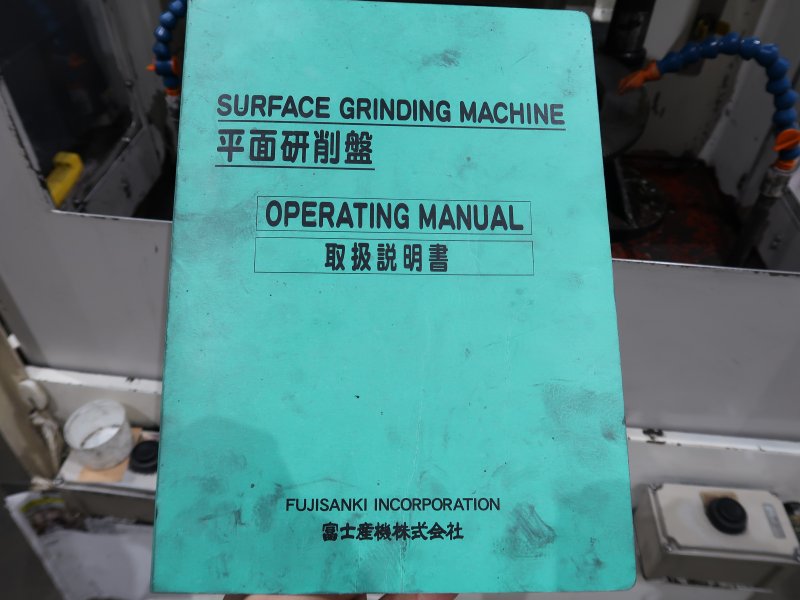 SURFACE GRINDING MACHINE
平面研削盤
OPERATING MANUAL
取扱説明書
FUJISANKI INCORPORATION
富士産機株式会社